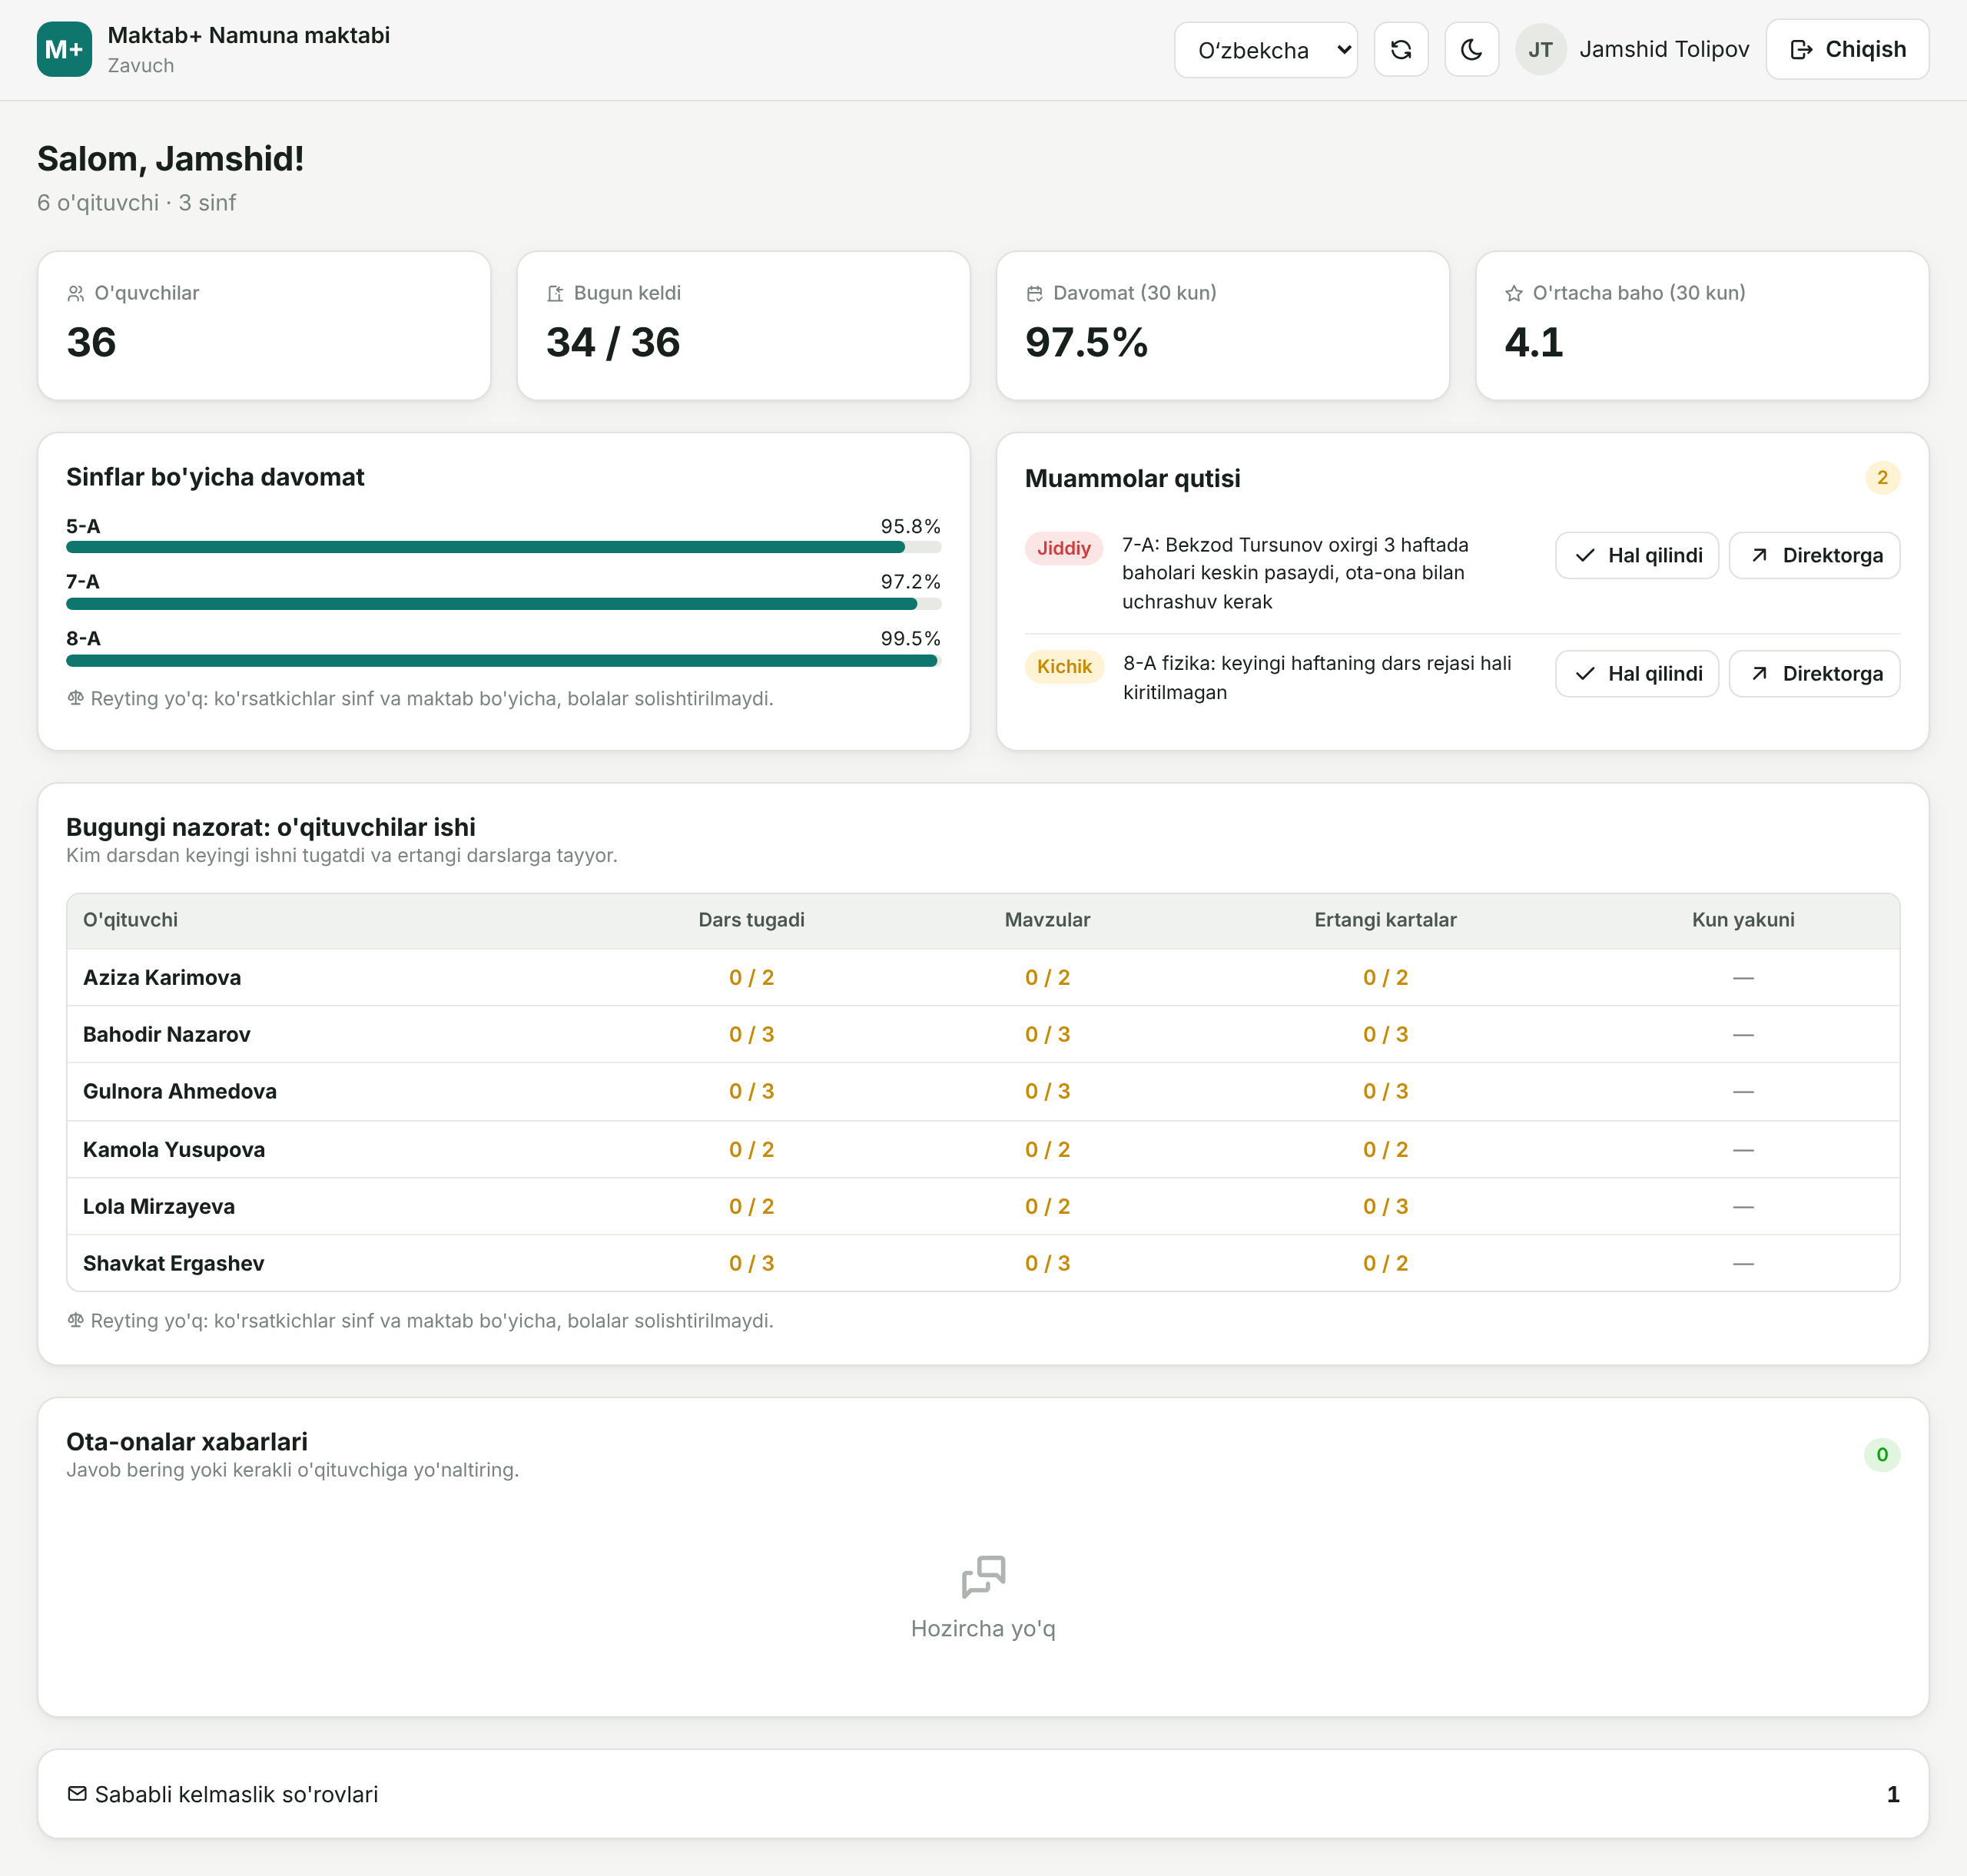 M+
Maktab+ Namuna maktabi
Zavuch
O‘zbekcha
JT
Jamshid Tolipov
Chiqish
Salom, Jamshid!
6 o'qituvchi · 3 sinf
O'quvchilar
36
Bugun keldi
34 / 36
Davomat (30 kun)
97.5%
O'rtacha baho (30 kun)
4.1
Sinflar bo'yicha davomat
5-A 95.8%
7-A 97.2%
8-A 99.5%
Reyting yo'q: ko'rsatkichlar sinf va maktab bo'yicha, bolalar solishtirilmaydi.
Muammolar qutisi
2
Jiddiy
7-A: Bekzod Tursunov oxirgi 3 haftada
baholari keskin pasaydi, ota-ona bilan
uchrashuv kerak
Hal qilindi
Direktorga
Kichik
8-A fizika: keyingi haftaning dars rejasi hali
kiritilmagan
Hal qilindi
Direktorga
Bugungi nazorat: o'qituvchilar ishi
Kim darsdan keyingi ishni tugatdi va ertangi darslarga tayyor.
O'qituvchi Dars tugadi Mavzular Ertangi kartalar Kun yakuni
Aziza Karimova 0 / 2 0 / 2 0 / 2 —
Bahodir Nazarov 0 / 3 0 / 3 0 / 3 —
Gulnora Ahmedova 0 / 3 0 / 3 0 / 3 —
Kamola Yusupova 0 / 2 0 / 2 0 / 2 —
Lola Mirzayeva 0 / 2 0 / 2 0 / 3 —
Shavkat Ergashev 0 / 3 0 / 3 0 / 2 —
Reyting yo'q: ko'rsatkichlar sinf va maktab bo'yicha, bolalar solishtirilmaydi.
Ota-onalar xabarlari
Javob bering yoki kerakli o'qituvchiga yo'naltiring.
0
Hozircha yo'q
Sababli kelmaslik so'rovlari 1